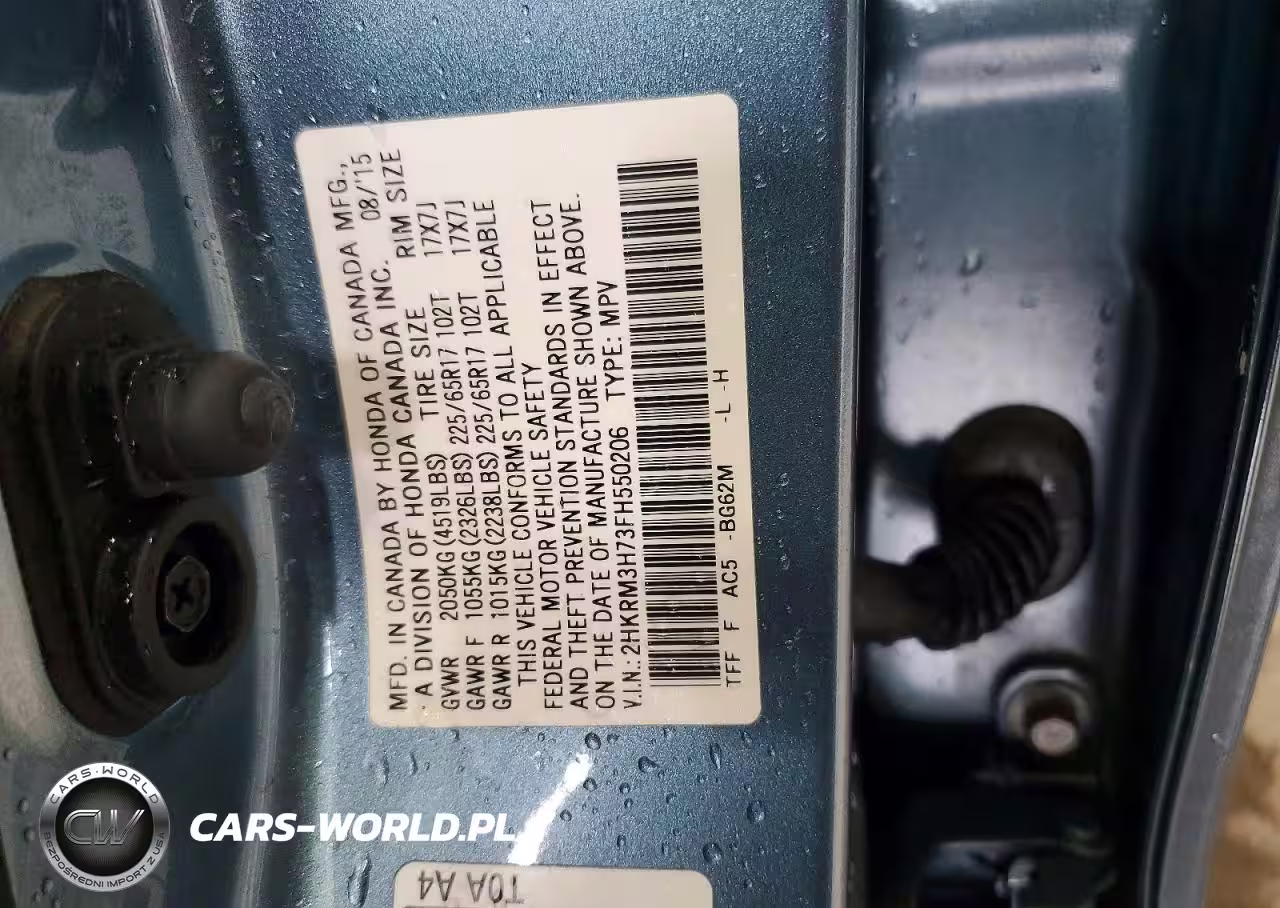 MFD. IN CANADA BY HONDA OF CANADA MFG.,
A DIVISION OF HONDA CANADA INC. 08/'15
GVWR 2050KG (4519LBS) TIRE SIZE RIM SIZE
GAWR F 1055KG (2326LBS) 225/65R17 102T 17X7J
GAWR R 1015KG (2238LBS) 225/65R17 102T 17X7J
THIS VEHICLE CONFORMS TO ALL APPLICABLE
FEDERAL MOTOR VEHICLE SAFETY
AND THEFT PREVENTION STANDARDS IN EFFECT
ON THE DATE OF MANUFACTURE SHOWN ABOVE.
V.I.N.: 2HKRM3H73FH550206 TYPE: MPV
TFF F AC5 -BG62M -L -H
T0A A4
CARS-WORLD
CW
BEZPOŚREDNI IMPORT Z USA
CARS-WORLD.PL